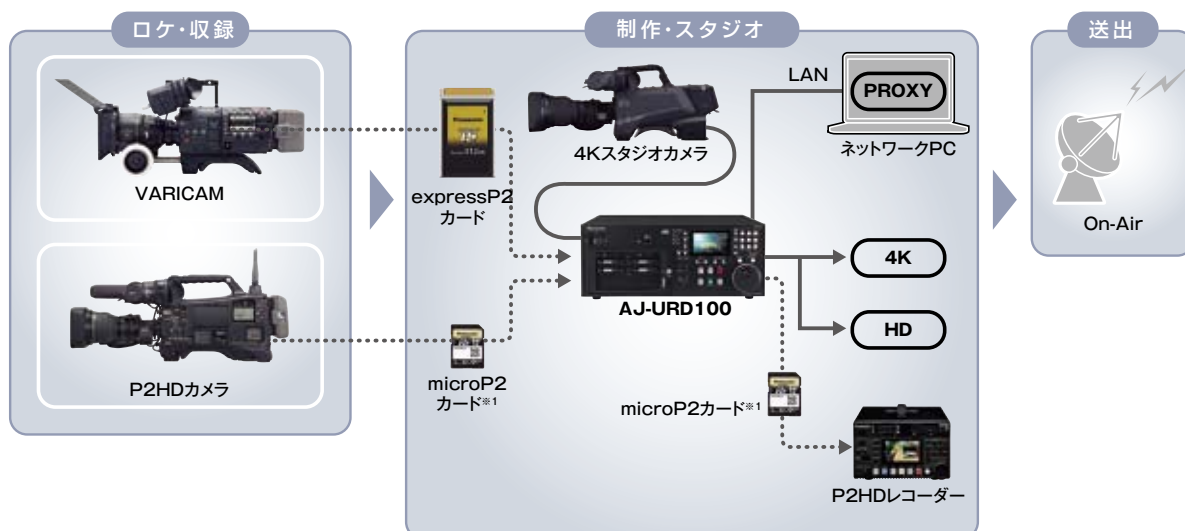 ロケ・収録
VARICAM
P2HDカメラ
制作・スタジオ
expressP2
カード
microP2
カード※1
4Kスタジオカメラ
LAN
PROXY
ネットワークPC
AJ-URD100
4K
HD
microP2カード※1
P2HDレコーダー
送出
On-Air